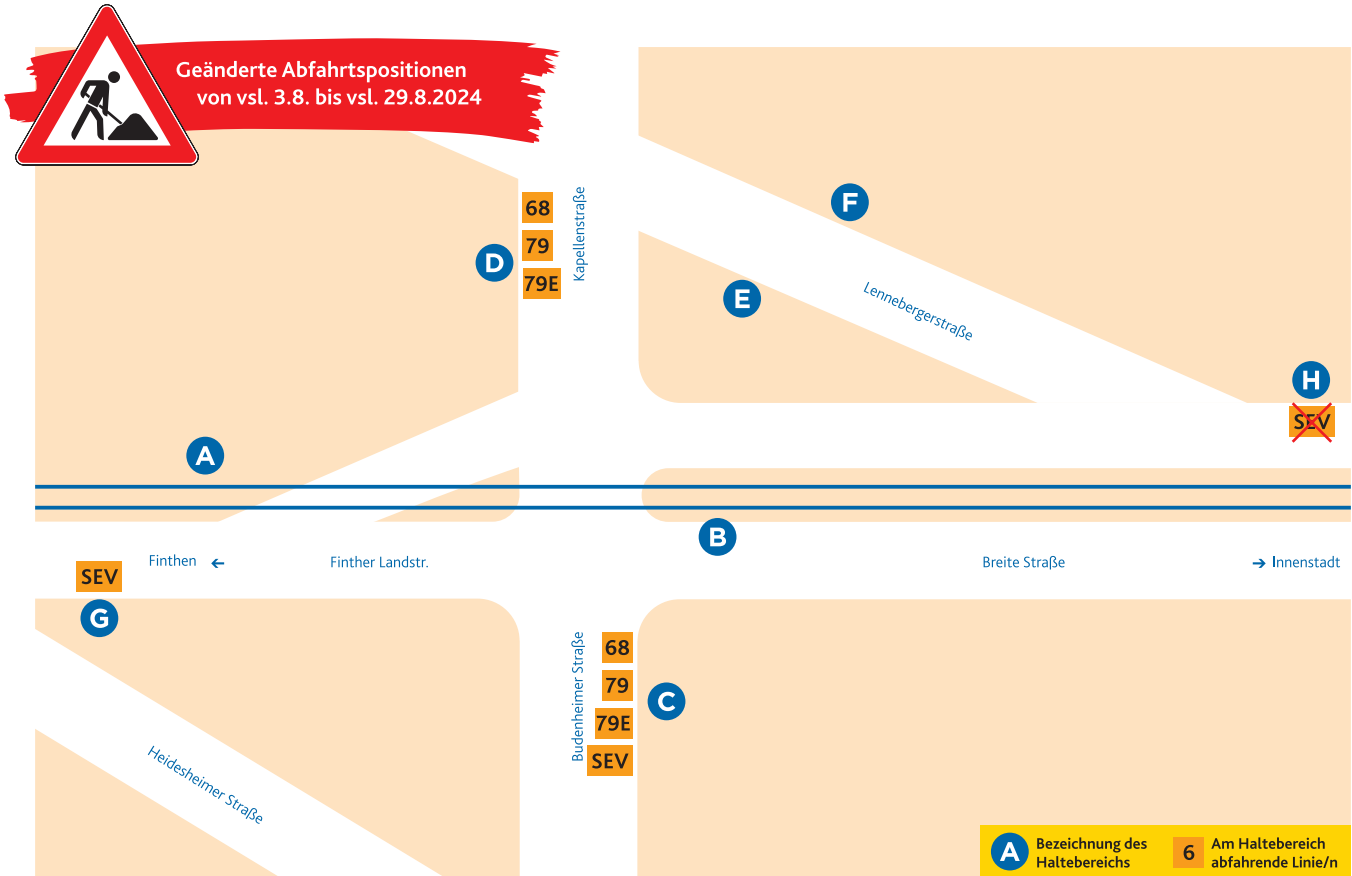 Geänderte Abfahrtspositionen
von vsl. 3.8. bis vsl. 29.8.2024
68
79
79E
D
Kapellenstraße
F
E
Lennebergerstraße
H
SEV
A
B
Finthen ←
Finther Landstr.
Breite Straße
→ Innenstadt
SEV
G
Heidesheimer Straße
Budenheimer Straße
68
79
79E
SEV
C
A
Bezeichnung des
Haltebereichs
6
Am Haltebereich
abfahrende Linie/n